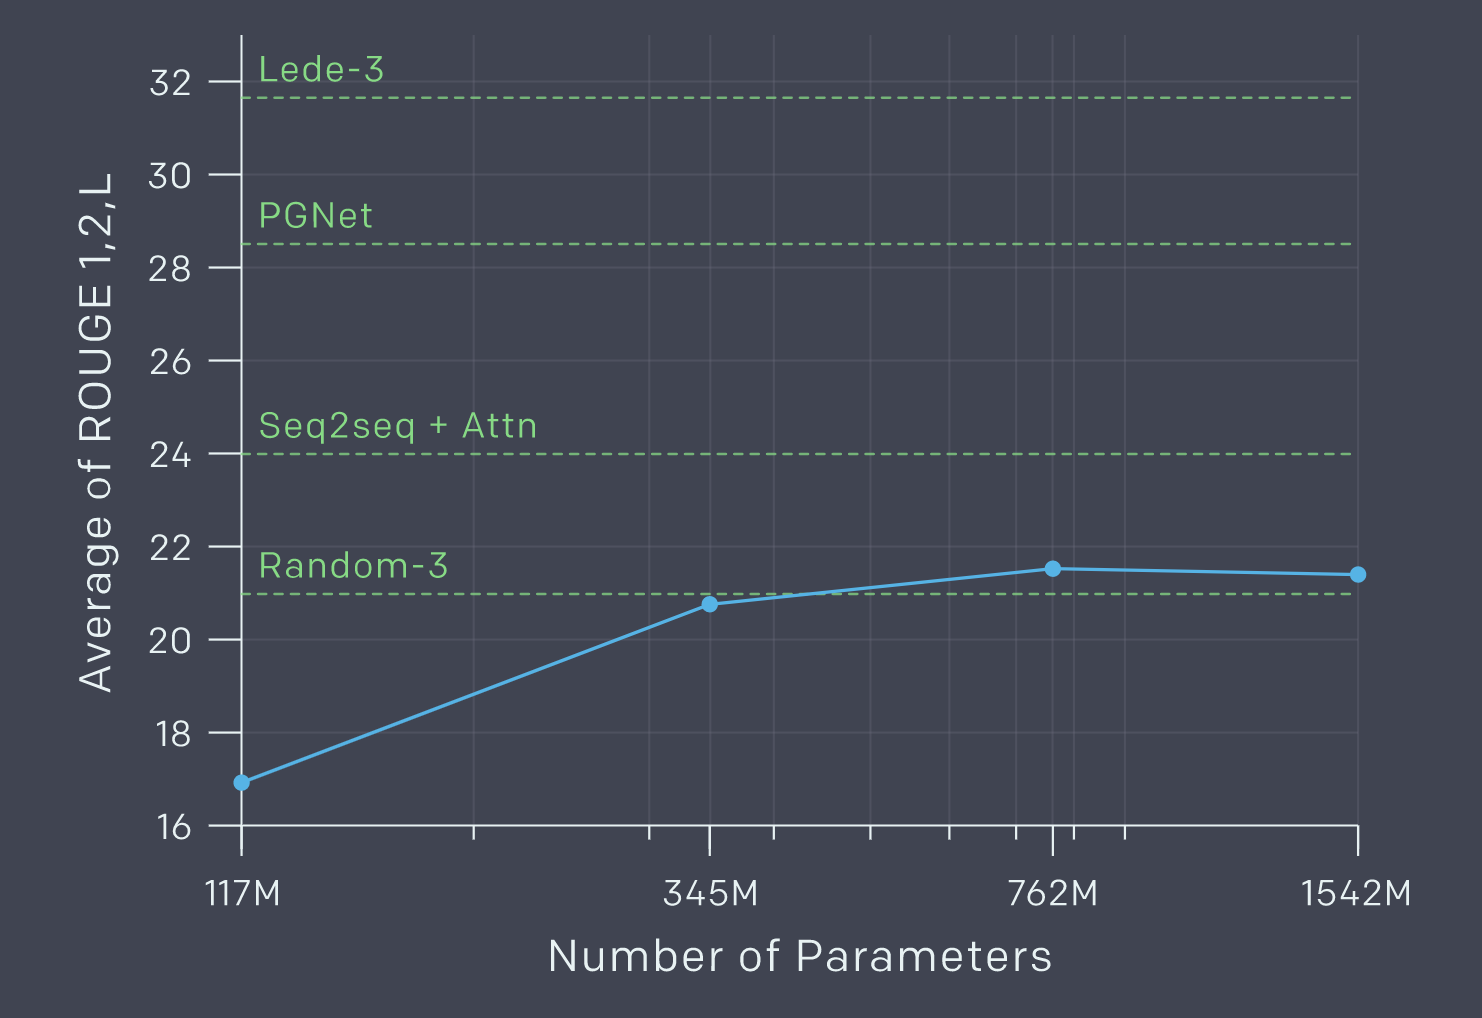 Average of ROUGE 1,2,L
32
30
28
26
24
22
20
18
16
Lede-3
PGNet
Seq2seq + Attn
Random-3
117M
345M
762M
1542M
Number of Parameters